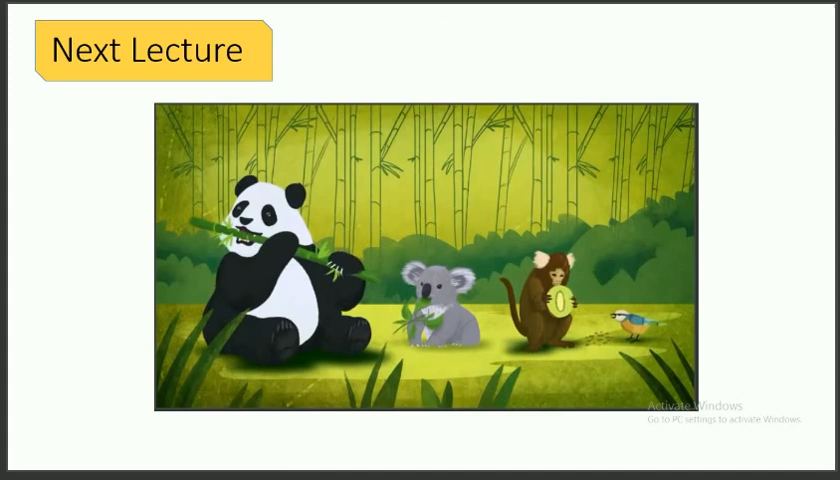 Next Lecture
Activate Windows
Go to PC settings to activate Windows.